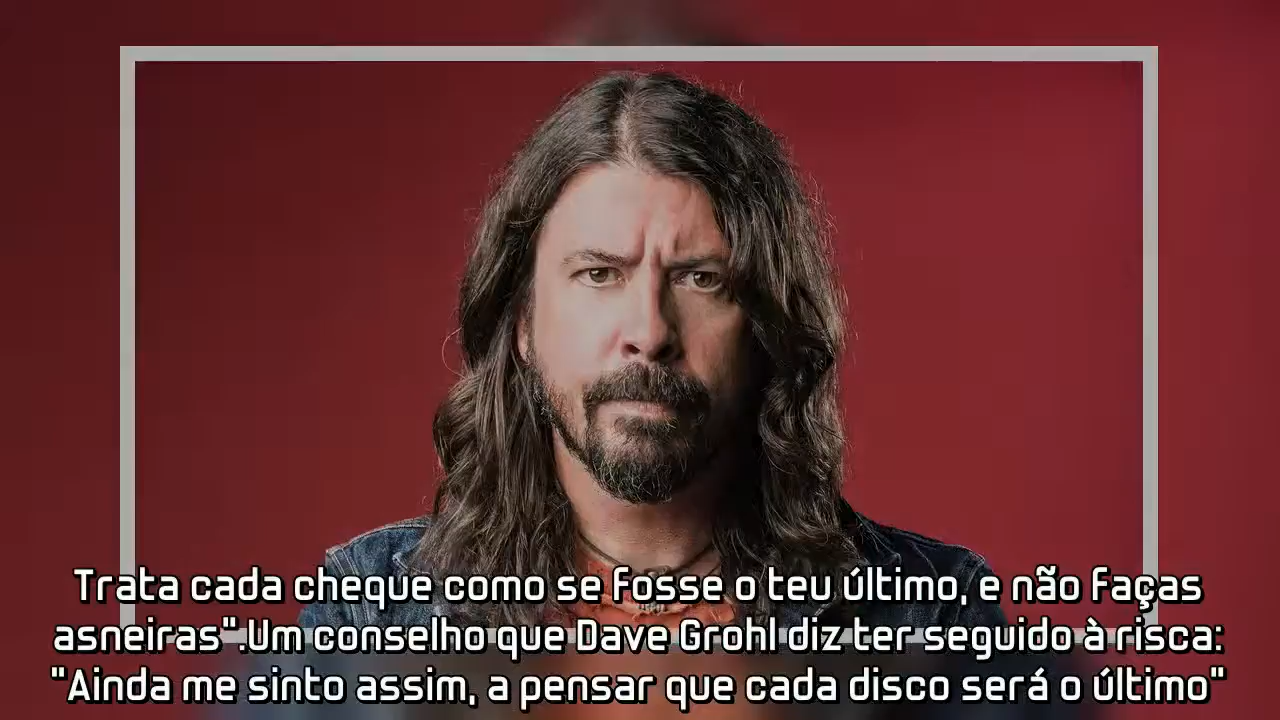 Trata cada cheque como se fosse o teu último, e não faças
asneiras".Um conselho que Dave Grohl diz ter seguido à risca:
"Ainda me sinto assim, a pensar que cada disco será o último"